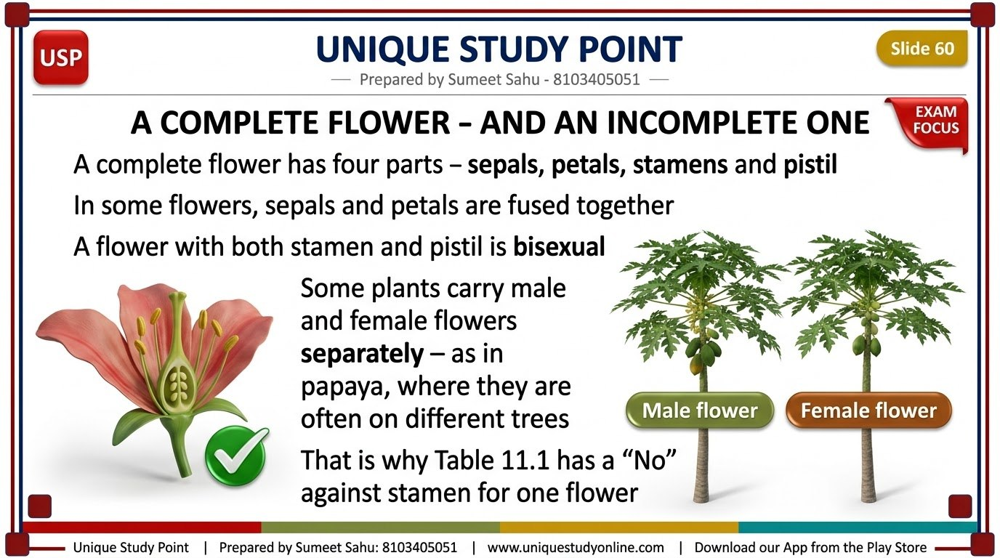 USP
UNIQUE STUDY POINT
Prepared by Sumeet Sahu - 8103405051
Slide 60
A COMPLETE FLOWER – AND AN INCOMPLETE ONE
EXAM
FOCUS
A complete flower has four parts – sepals, petals, stamens and pistil
In some flowers, sepals and petals are fused together
A flower with both stamen and pistil is bisexual
Some plants carry male
and female flowers
separately – as in
papaya, where they are
often on different trees
Male flower
Female flower
That is why Table 11.1 has a “No”
against stamen for one flower
Unique Study Point | Prepared by Sumeet Sahu: 8103405051 | www.uniquestudyonline.com | Download our App from the Play Store